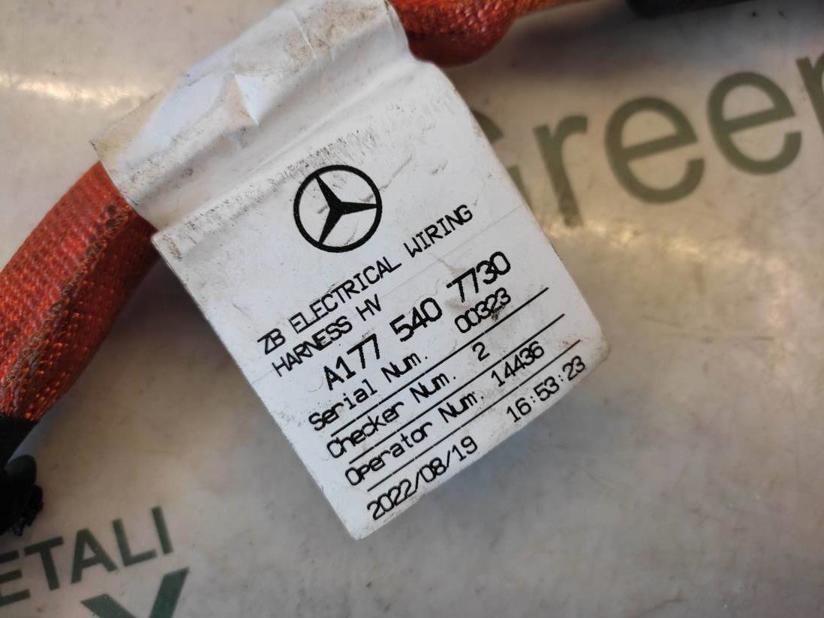 Green
ZB ELECTRICAL WIRING
HARNESS HV
A177 540 7730
Serial Num. 00323
Checker Num. 2
Operator Num. 14436
2022/08/19 16:53:23
ETALI